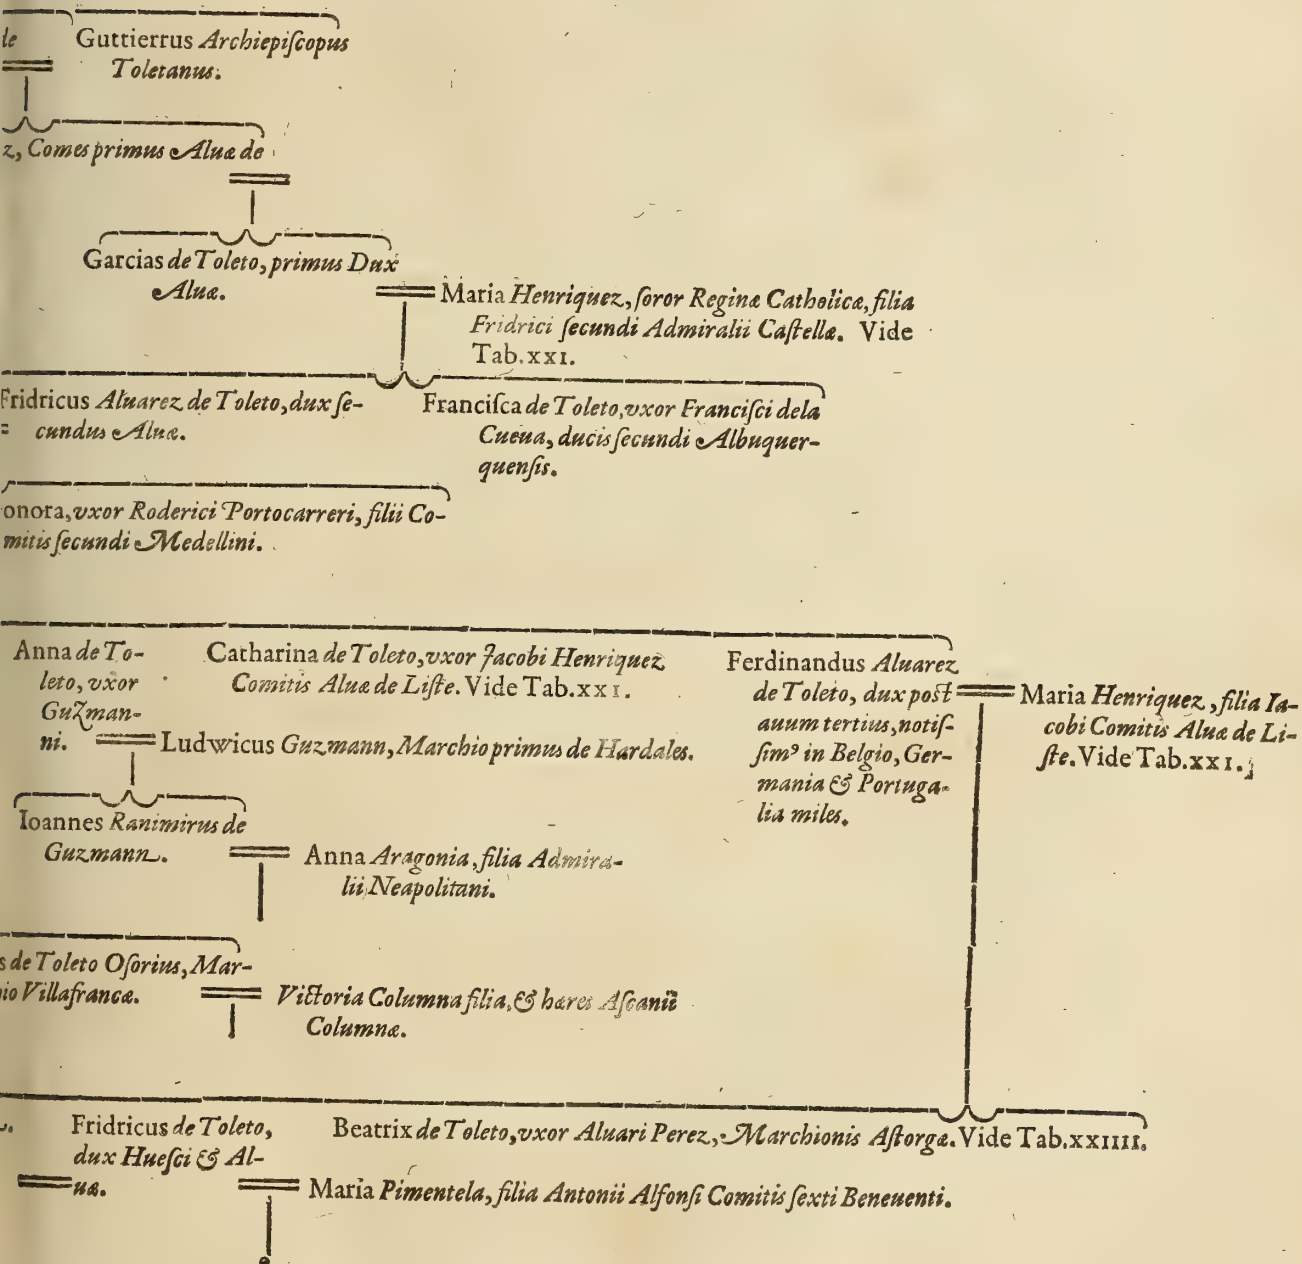 le
Guttierrus Archiepiſcopus
Toletanus.
z, Comes primus Aluæ de
Garcias de Toleto, primus Dux
Aluæ.
Maria Henriquez, ſoror Reginæ Catholicæ, filia
Fridrici ſecundi Admiralii Caſtellæ. Vide
Tab.XXI.
Fridricus Aluarez de Toleto, dux ſe-
cundus Aluæ.
Franciſca de Toleto, vxor Franciſci dela
Cueua, ducis ſecundi Albuquer-
quenſis.
onora, vxor Roderici Portocarreri, filii Co-
mitis ſecundi Medellini.
Anna de To-
leto, vxor
Guzman-
ni.
Catharina de Toleto, vxor Jacobi Henriquez
Comitis Aluæ de Liſte. Vide Tab.XXI.
Ferdinandus Aluarez
de Toleto, dux post
auum tertius, notiſ-
ſimꝰ in Belgio, Ger-
mania & Portuga-
lia miles.
Maria Henriquez, filia Ia-
cobi Comitis Aluæ de Li-
ſte. Vide Tab.XXI.
Ludwicus Guzmann, Marchio primus de Hardales.
Ioannes Ranimirus de
Guzmann.
Anna Aragonia, filia Admira-
lii Neapolitani.
s de Toleto Oſorius, Mar-
io Villafrancæ.
Victoria Columna filia, & hæres Aſcanii
Columnæ.
Fridricus de Toleto,
dux Hueſci & Al-
uæ.
Beatrix de Toleto, vxor Aluari Perez, Marchionis Aſtorgæ. Vide Tab.XXIIII.
Maria Pimentela, filia Antonii Alfonſi Comitis ſexti Beneuenti.